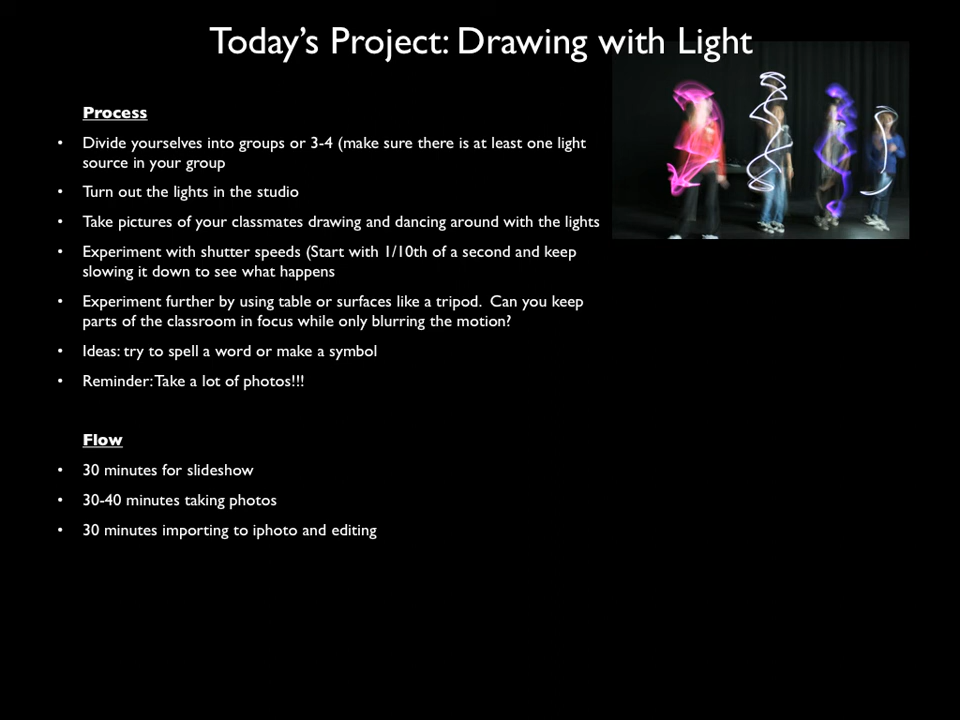 Today's Project: Drawing with Light
Process
• Divide yourselves into groups or 3-4 (make sure there is at least one light
source in your group
• Turn out the lights in the studio
• Take pictures of your classmates drawing and dancing around with the lights
• Experiment with shutter speeds (Start with 1/10th of a second and keep
slowing it down to see what happens
• Experiment further by using table or surfaces like a tripod.  Can you keep
parts of the classroom in focus while only blurring the motion?
• Ideas: try to spell a word or make a symbol
• Reminder: Take a lot of photos!!!
Flow
• 30 minutes for slideshow
• 30-40 minutes taking photos
• 30 minutes importing to iphoto and editing